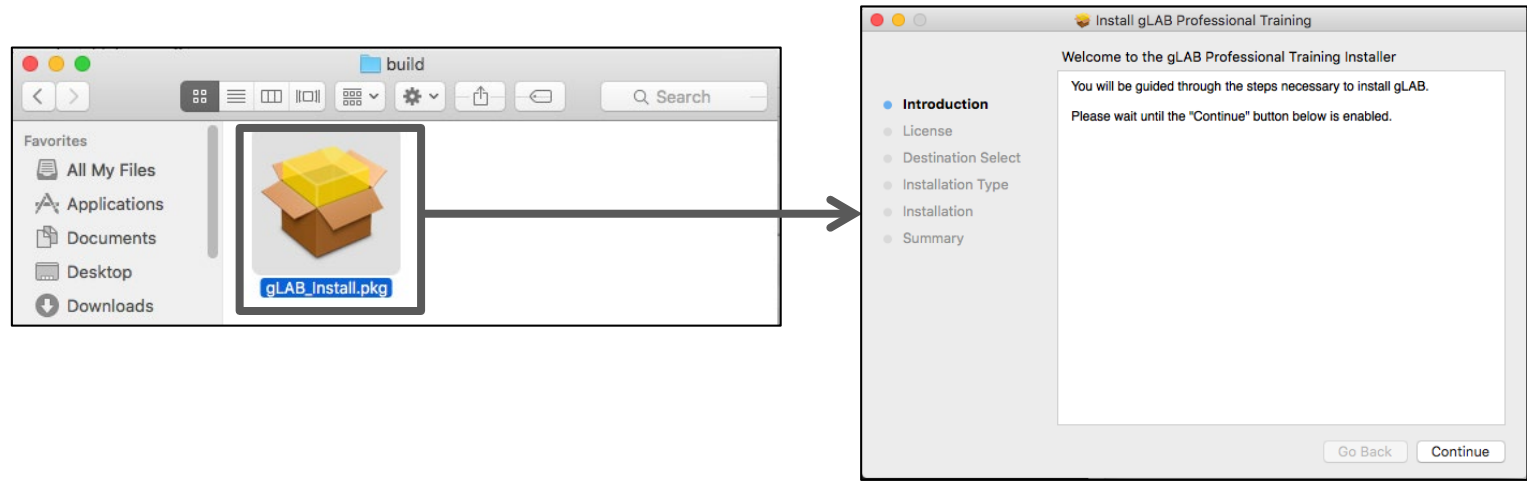 build
Search
Favorites
All My Files
Applications
Documents
Desktop
Downloads
gLAB_Install.pkg
Install gLAB Professional Training
Welcome to the gLAB Professional Training Installer
Introduction
License
Destination Select
Installation Type
Installation
Summary
You will be guided through the steps necessary to install gLAB.
Please wait until the "Continue" button below is enabled.
Go Back
Continue